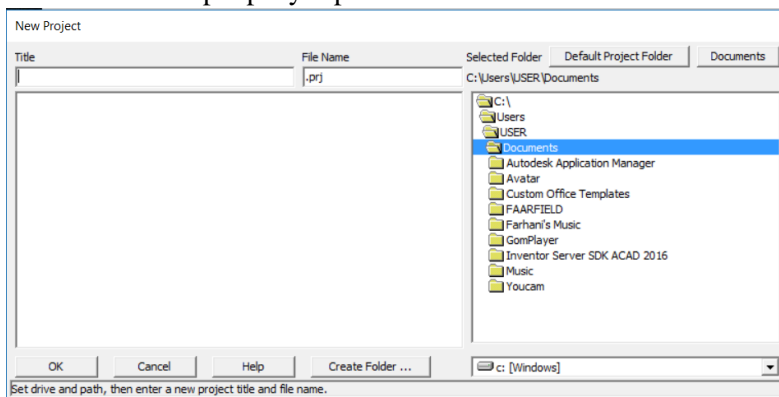 New Project
Title
File Name
Selected Folder
Default Project Folder
Documents
.prj
C:\Users\USER\Documents
C:\
Users
USER
Documents
Autodesk Application Manager
Avatar
Custom Office Templates
FAARFIELD
Farhani's Music
GomPlayer
Inventor Server SDK ACAD 2016
Music
Youcam
OK
Cancel
Help
Create Folder ...
c: [Windows]
Set drive and path, then enter a new project title and file name.